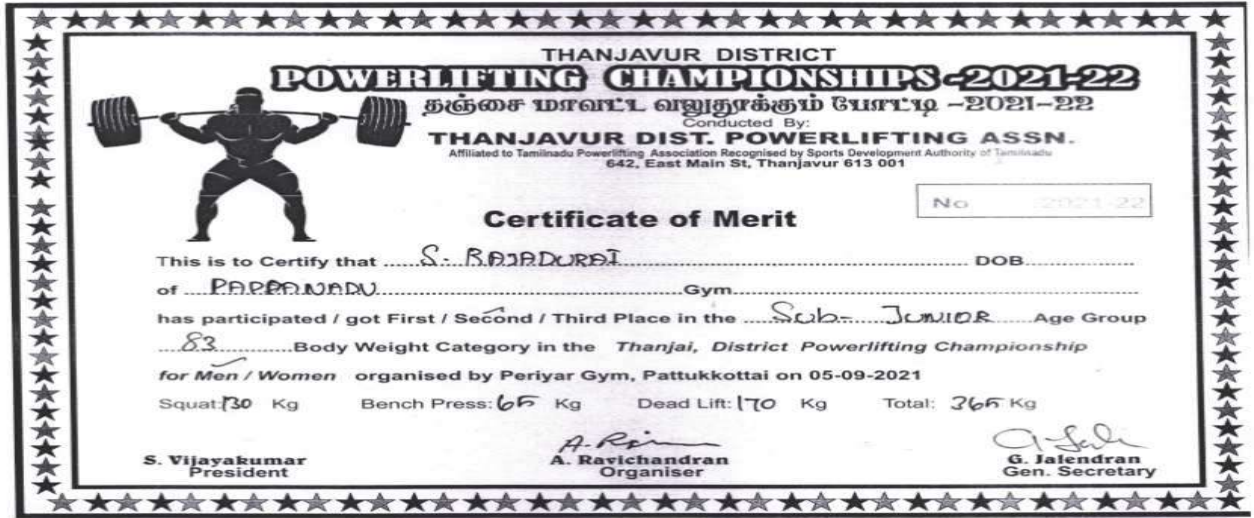 THANJAVUR DISTRICT
POWERLIFTING CHAMPIONSHIPS-2021-22
தஞ்சை மாவட்ட வலுதூக்கும் போட்டி -2021-22
Conducted By:
THANJAVUR DIST. POWERLIFTING ASSN.
Affiliated to Tamilnadu Powerlifting Association Recognised by Sports Development Authority of Tamilnadu
642, East Main St, Thanjavur 613 001
No 2021-22
Certificate of Merit
This is to Certify that S. RAJADURAI DOB
of PAPPANADU Gym
has participated / got First / Second / Third Place in the Sub- JUNIOR Age Group
83 Body Weight Category in the Thanjai, District Powerlifting Championship
for Men / Women organised by Periyar Gym, Pattukkottai on 05-09-2021
Squat: 130 Kg Bench Press: 65 Kg Dead Lift: 170 Kg Total: 365 Kg
S. Vijayakumar A. Ravichandran G. Jalendran
President Organiser Gen. Secretary